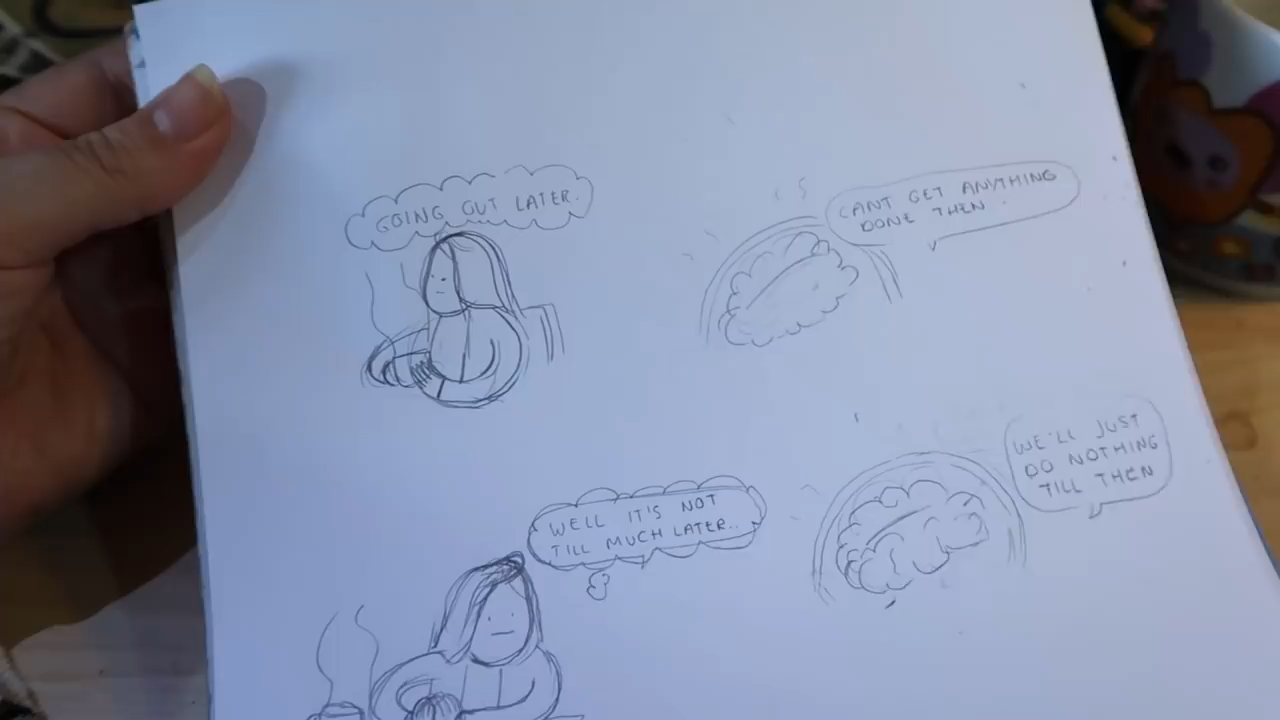 GOING OUT LATER.
CANT GET ANYTHING
DONE THEN.
WELL IT'S NOT
TILL MUCH LATER..
WE'LL JUST
DO NOTHING
TILL THEN